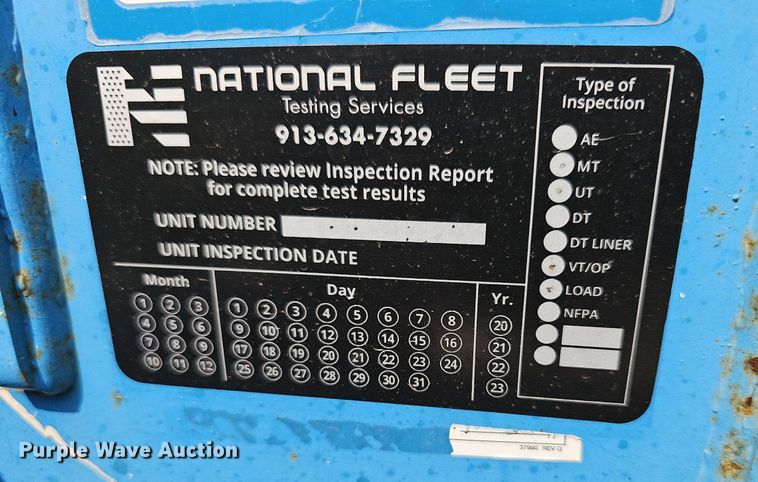 NATIONAL FLEET
Testing Services
913-634-7329
NOTE: Please review Inspection Report
for complete test results
UNIT NUMBER
UNIT INSPECTION DATE
Month
1 2 3
4 5 6
7 8 9
10 11 12
Day
1 2 3 4 5 6 7 8
9 10 11 12 13 14 15 16
17 18 19 20 21 22 23 24
25 26 27 28 29 30 31
Yr.
20
21
22
23
Type of
Inspection
AE
MT
UT
DT
DT LINER
VT/OP
LOAD
NFPA
37990 REV G
Purple Wave Auction